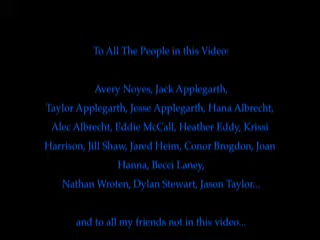 To All The People in this Video:
Avery Noyes, Jack Applegarth,
Taylor Applegarth, Jesse Applegarth, Hana Albrecht,
Alec Albrecht, Eddie McCall, Heather Eddy, Krissi
Harrison, Jill Shaw, Jared Heim, Conor Brogdon, Joan
Hanna, Becci Laney,
Nathan Wroten, Dylan Stewart, Jason Taylor...
and to all my friends not in this video...